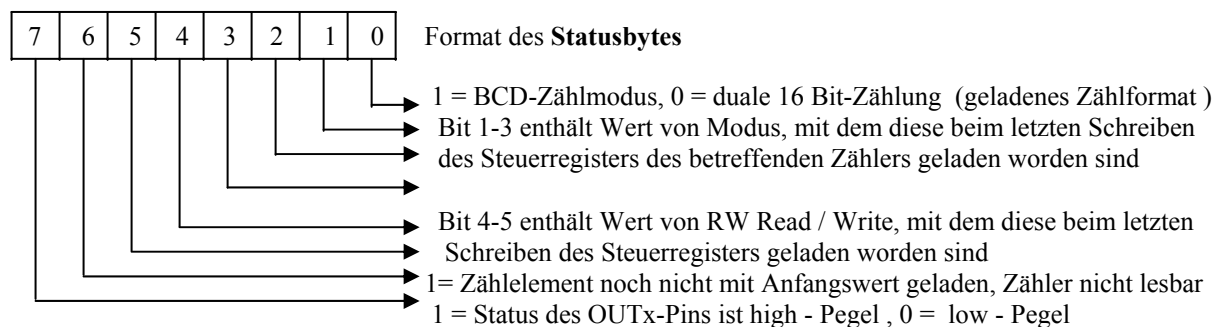 7 6 5 4 3 2 1 0 Format des Statusbytes
1 = BCD-Zählmodus, 0 = duale 16 Bit-Zählung (geladenes Zählformat )
Bit 1-3 enthält Wert von Modus, mit dem diese beim letzten Schreiben
des Steuerregisters des betreffenden Zählers geladen worden sind
Bit 4-5 enthält Wert von RW Read / Write, mit dem diese beim letzten
Schreiben des Steuerregisters geladen worden sind
1= Zählelement noch nicht mit Anfangswert geladen, Zähler nicht lesbar
1 = Status des OUTx-Pins ist high - Pegel , 0 = low - Pegel